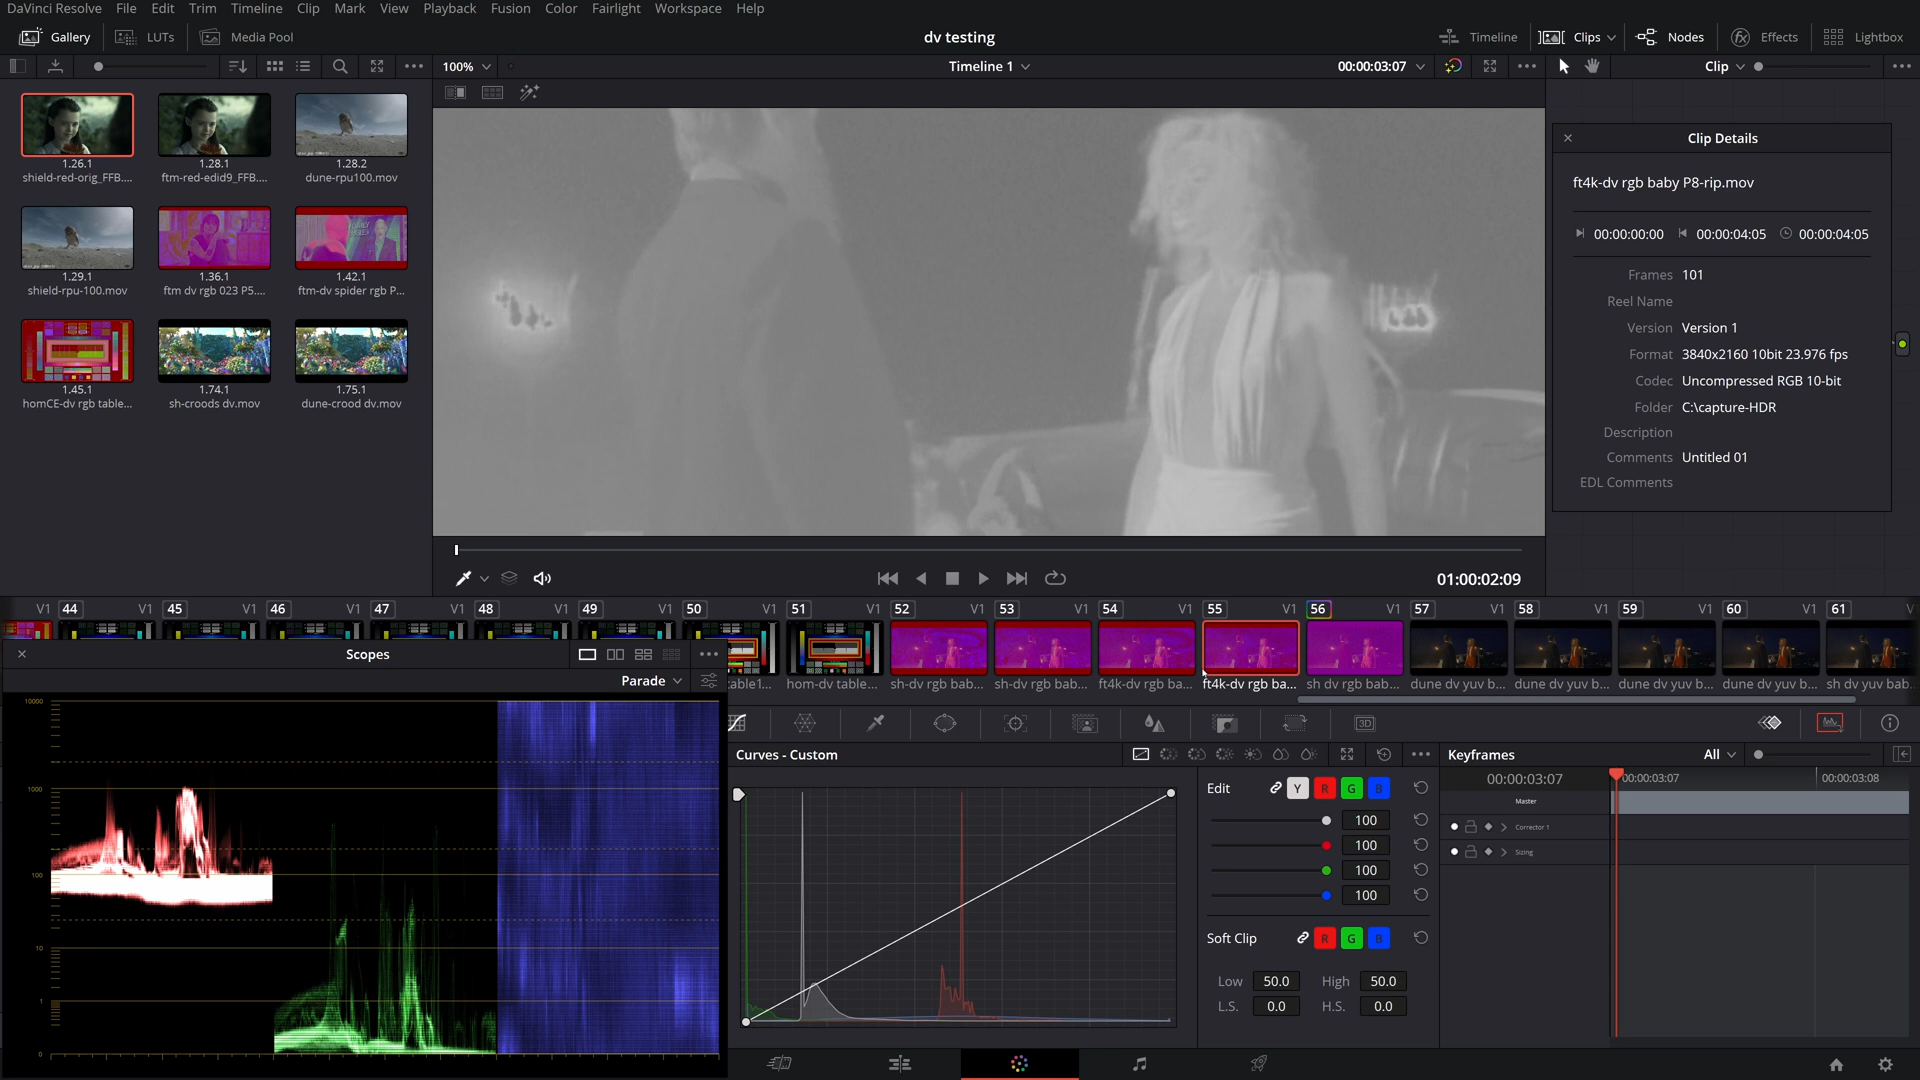 DaVinci Resolve File Edit Trim Timeline Clip Mark View Playback Fusion Color Fairlight Workspace Help
Gallery LUTs Media Pool
dv testing
Timeline Clips Nodes Effects Lightbox
100%
Timeline 1
00:00:03:07
Clip
1.26.1
shield-red-orig_FFB....
1.28.1
ftm-red-edid9_FFB....
1.28.2
dune-rpu100.mov
1.29.1
shield-rpu-100.mov
1.36.1
ftm dv rgb 023 P5....
1.42.1
ftm-dv spider rgb P...
1.45.1
homCE-dv rgb table...
1.74.1
sh-croods dv.mov
1.75.1
dune-crood dv.mov
Clip Details
ft4k-dv rgb baby P8-rip.mov
00:00:00:00 00:00:04:05 00:00:04:05
Frames 101
Reel Name
Version Version 1
Format 3840x2160 10bit 23.976 fps
Codec Uncompressed RGB 10-bit
Folder C:\capture-HDR
Description
Comments Untitled 01
EDL Comments
01:00:02:09
V1 44 V1 45 V1 46 V1 47 V1 48 V1 49 V1 50 V1 51 V1 52 V1 53 V1 54 V1 55 V1 56 V1 57 V1 58 V1 59 V1 60 V1 61 V1
table1... hom-dv table... sh-dv rgb bab... sh-dv rgb bab... ft4k-dv rgb ba... ft4k-dv rgb ba... sh dv rgb bab... dune dv yuv b... dune dv yuv b... dune dv yuv b... dune dv yuv b... sh dv yuv bab...
Scopes
Parade
10000
1000
100
10
1
0
3D
Curves - Custom
Edit Y R G B
100
100
100
100
Soft Clip R G B
Low 50.0 High 50.0
L.S. 0.0 H.S. 0.0
Keyframes All
00:00:03:07 00:00:03:07 00:00:03:08
Master
Corrector 1
Sizing